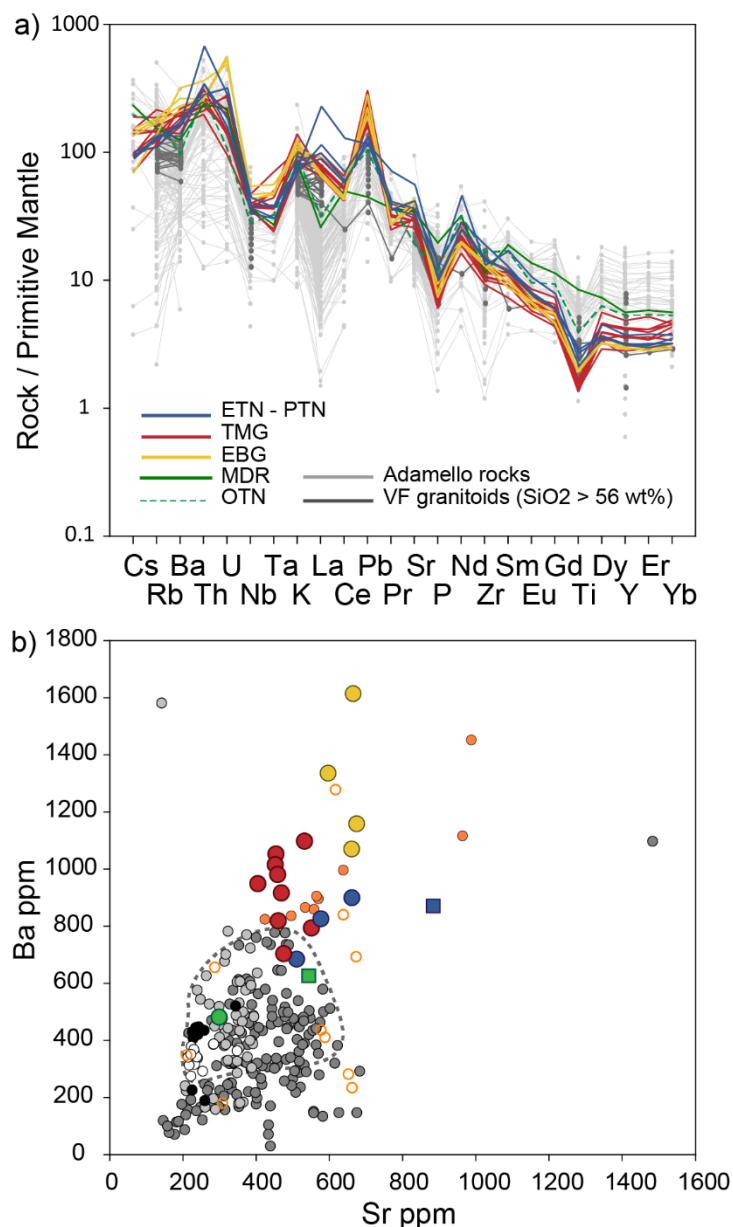 a)
1000
100
10
1
0.1
Rock / Primitive Mantle
ETN - PTN
TMG
EBG
MDR
OTN
Adamello rocks
VF granitoids (SiO2 > 56 wt%)
Cs Ba U Ta La Pb Sr Nd Sm Gd Dy Er
Rb Th Nb K Ce Pr P Zr Eu Ti Y Yb
b)
1800
1600
1400
1200
1000
800
600
400
200
0
Ba ppm
0 200 400 600 800 1000 1200 1400 1600
Sr ppm